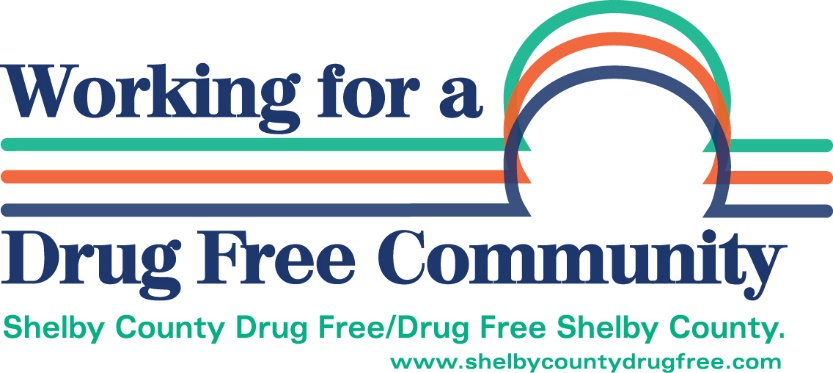 Working for a
Drug Free Community
Shelby County Drug Free/Drug Free Shelby County.
www.shelbycountydrugfree.com